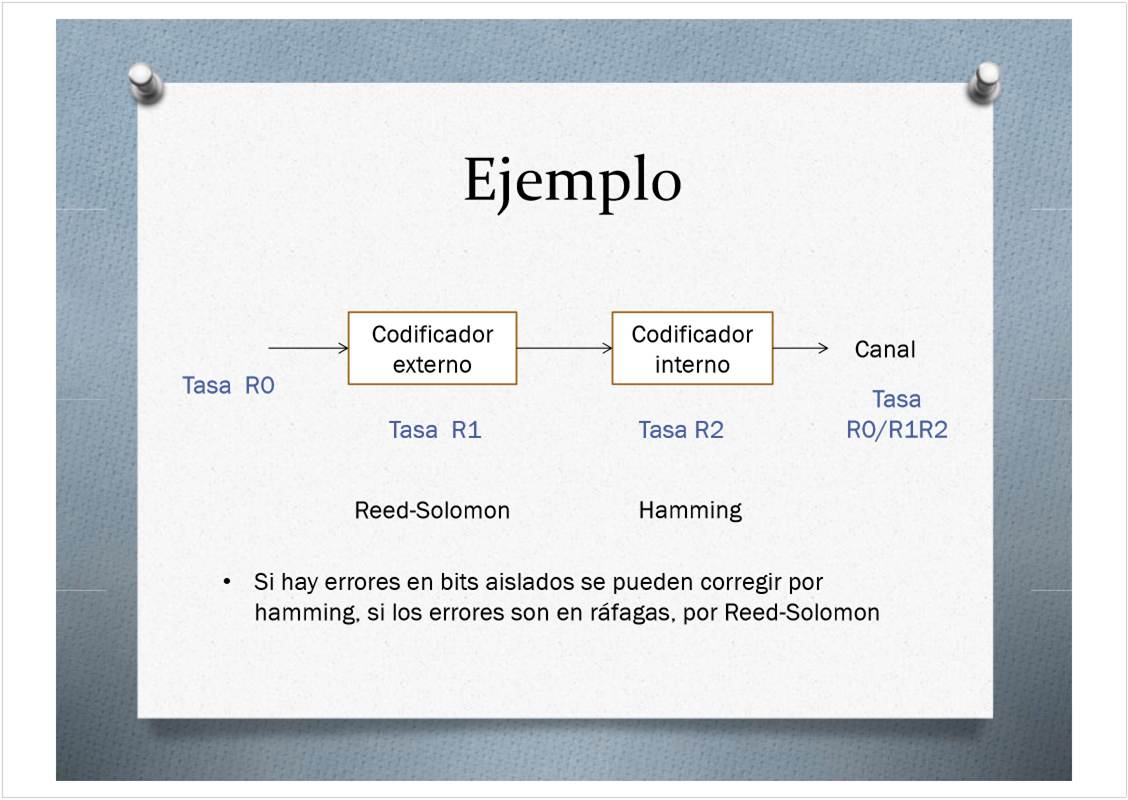 Ejemplo
Codificador
externo
Codificador
interno
Canal
Tasa R0
Tasa R1
Tasa R2
Tasa
R0/R1R2
Reed-Solomon
Hamming
• Si hay errores en bits aislados se pueden corregir por
hamming, si los errores son en ráfagas, por Reed-Solomon